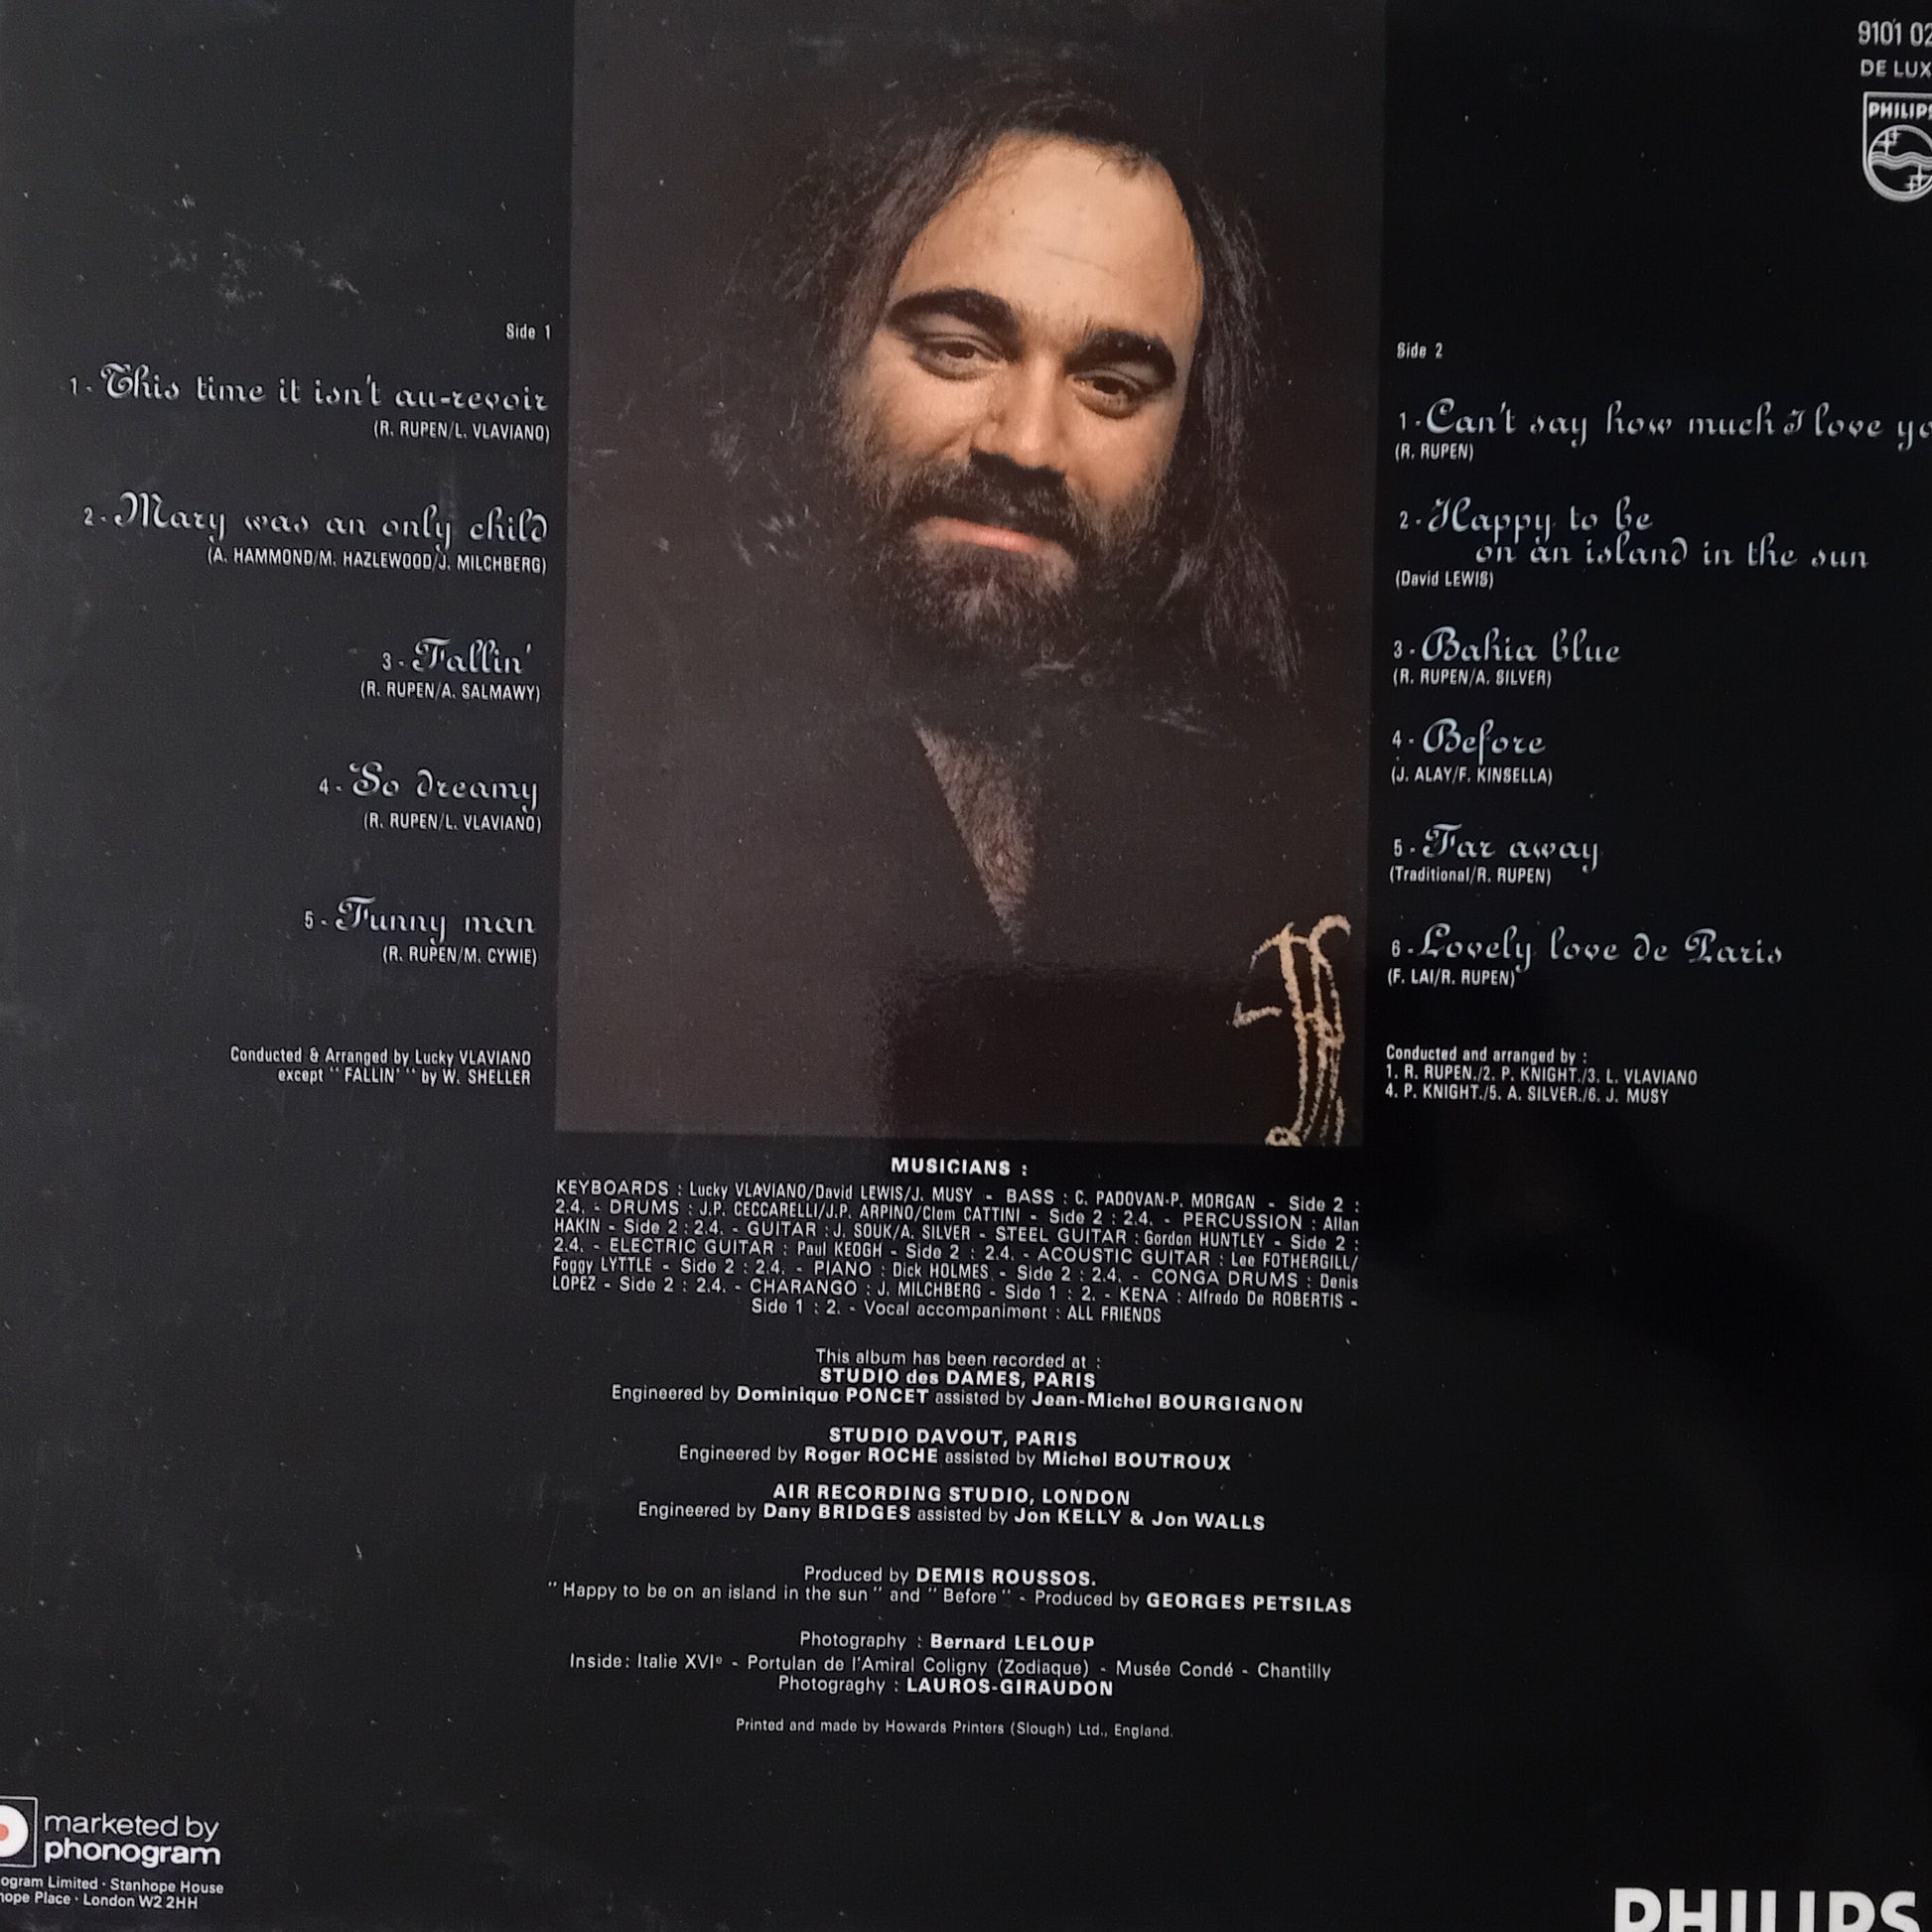 9101 02
DE LUX
PHILIPS
Side 1
1 - This time it isn't au-revoir
(R. RUPEN/L. VLAVIANO)
2 - Mary was an only child
(A. HAMMOND/M. HAZLEWOOD/J. MILCHBERG)
3 - Fallin'
(R. RUPEN/A. SALMAWY)
4 - So dreamy
(R. RUPEN/L. VLAVIANO)
5 - Funny man
(R. RUPEN/M. CYWIE)
Conducted & Arranged by Lucky VLAVIANO
except "FALLIN'" by W. SHELLER
Side 2
1 - Can't say how much I love yo
(R. RUPEN)
2 - Happy to be
on an island in the sun
(David LEWIS)
3 - Bahia blue
(R. RUPEN/A. SILVER)
4 - Before
(J. ALAY/F. KINSELLA)
5 - Far away
(Traditional/R. RUPEN)
6 - Lovely love de Paris
(F. LAI/R. RUPEN)
Conducted and arranged by :
1. R. RUPEN./2. P. KNIGHT./3. L. VLAVIANO
4. P. KNIGHT./5. A. SILVER./6. J. MUSY
MUSICIANS :
KEYBOARDS : Lucky VLAVIANO/David LEWIS/J. MUSY - BASS : C. PADOVAN-P. MORGAN - Side 2 :
2.4. - DRUMS : J.P. CECCARELLI/J.P. ARPINO/Clem CATTINI - Side 2 : 2.4. - PERCUSSION : Allan
HAKIN - Side 2 : 2.4. - GUITAR : J. SOUK/A. SILVER - STEEL GUITAR : Gordon HUNTLEY - Side 2 :
2.4. - ELECTRIC GUITAR : Paul KEOGH - Side 2 : 2.4. - ACOUSTIC GUITAR : Lee FOTHERGILL/
Foggy LYTTLE - Side 2 : 2.4. - PIANO : Dick HOLMES - Side 2 : 2.4. - CONGA DRUMS : Denis
LOPEZ - Side 2 : 2.4. - CHARANGO : J. MILCHBERG - Side 1 : 2. - KENA : Alfredo De ROBERTIS -
Side 1 : 2. - Vocal accompaniment : ALL FRIENDS
This album has been recorded at :
STUDIO des DAMES, PARIS
Engineered by Dominique PONCET assisted by Jean-Michel BOURGIGNON
STUDIO DAVOUT, PARIS
Engineered by Roger ROCHE assisted by Michel BOUTROUX
AIR RECORDING STUDIO, LONDON
Engineered by Dany BRIDGES assisted by Jon KELLY & Jon WALLS
Produced by DEMIS ROUSSOS.
"Happy to be on an island in the sun" and "Before" - Produced by GEORGES PETSILAS
Photography : Bernard LELOUP
Inside : Italie XVIᵉ - Portulan de l'Amiral Coligny (Zodiaque) - Musée Condé - Chantilly
Photograghy : LAUROS-GIRAUDON
Printed and made by Howards Printers (Slough) Ltd., England.
marketed by
phonogram
ogram Limited · Stanhope House
hope Place · London W2 2HH
PHILIPS